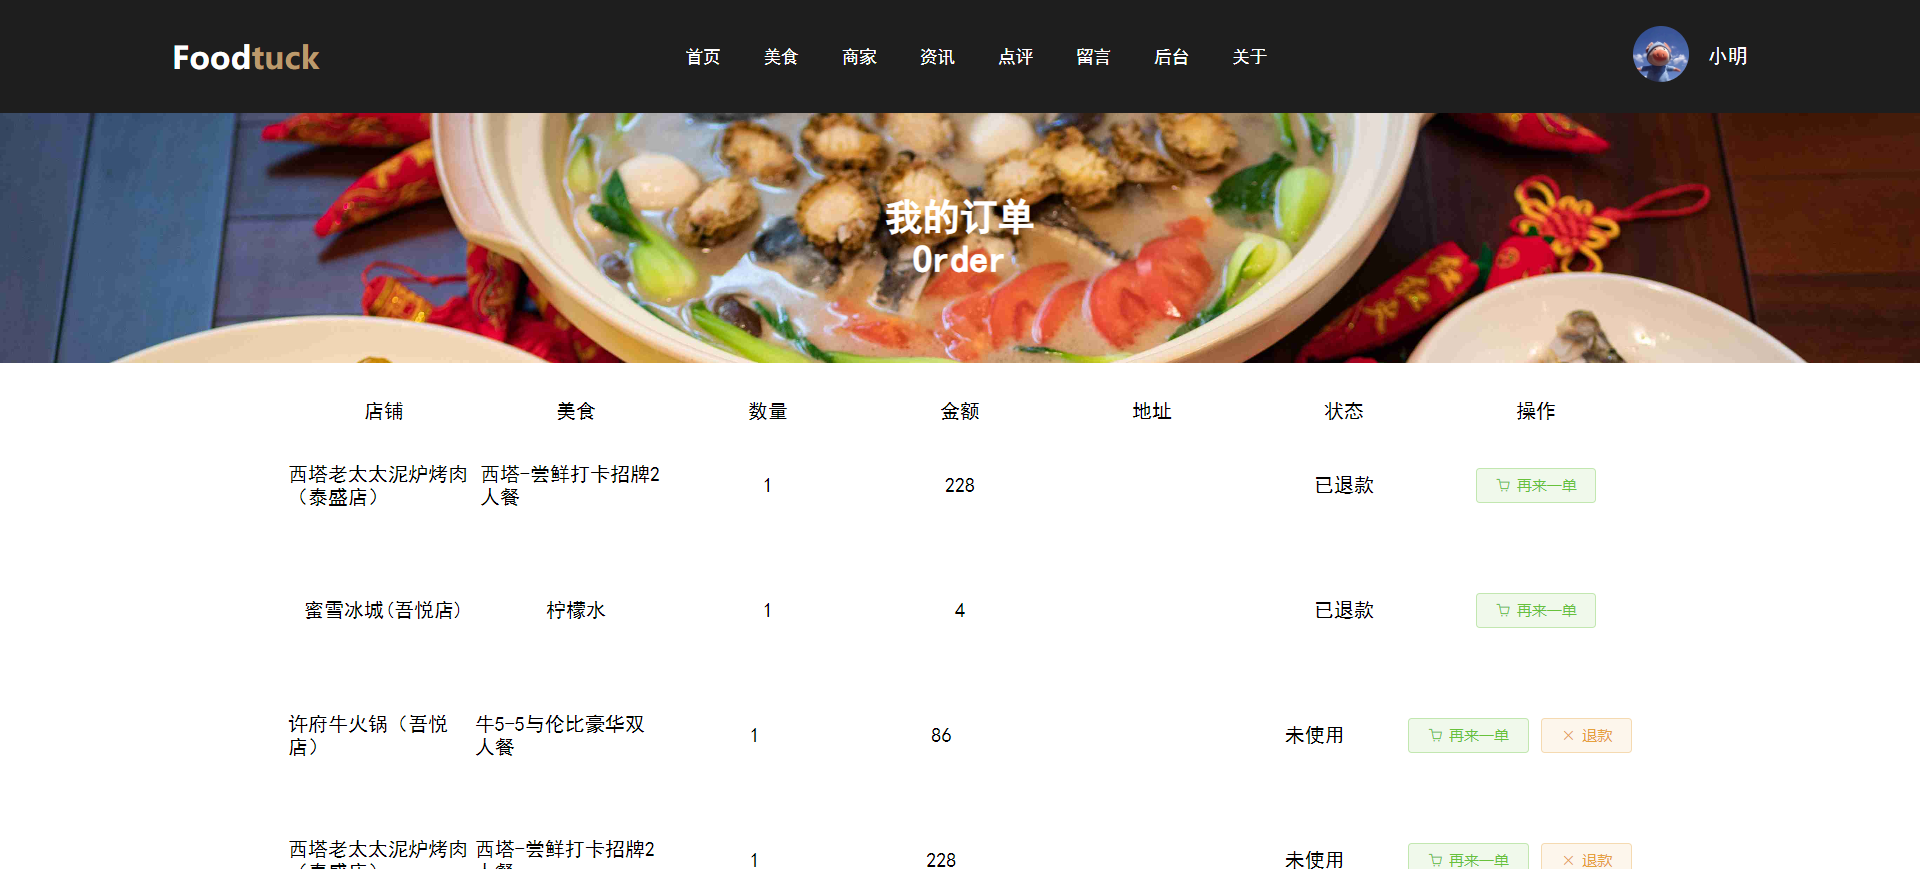 Foodtuck
首页 美食 商家 资讯 点评 留言 后台 关于
小明
我的订单
Order
店铺 美食 数量 金额 地址 状态 操作
西塔老太太泥炉烤肉 西塔-尝鲜打卡招牌2
（泰盛店） 人餐
1 228 已退款 再来一单
蜜雪冰城(吾悦店) 柠檬水 1 4 已退款 再来一单
许府牛火锅（吾悦 牛5-5与伦比豪华双
店） 人餐
1 86 未使用 再来一单 退款
西塔老太太泥炉烤肉 西塔-尝鲜打卡招牌2
1 228 未使用 再来一单 退款